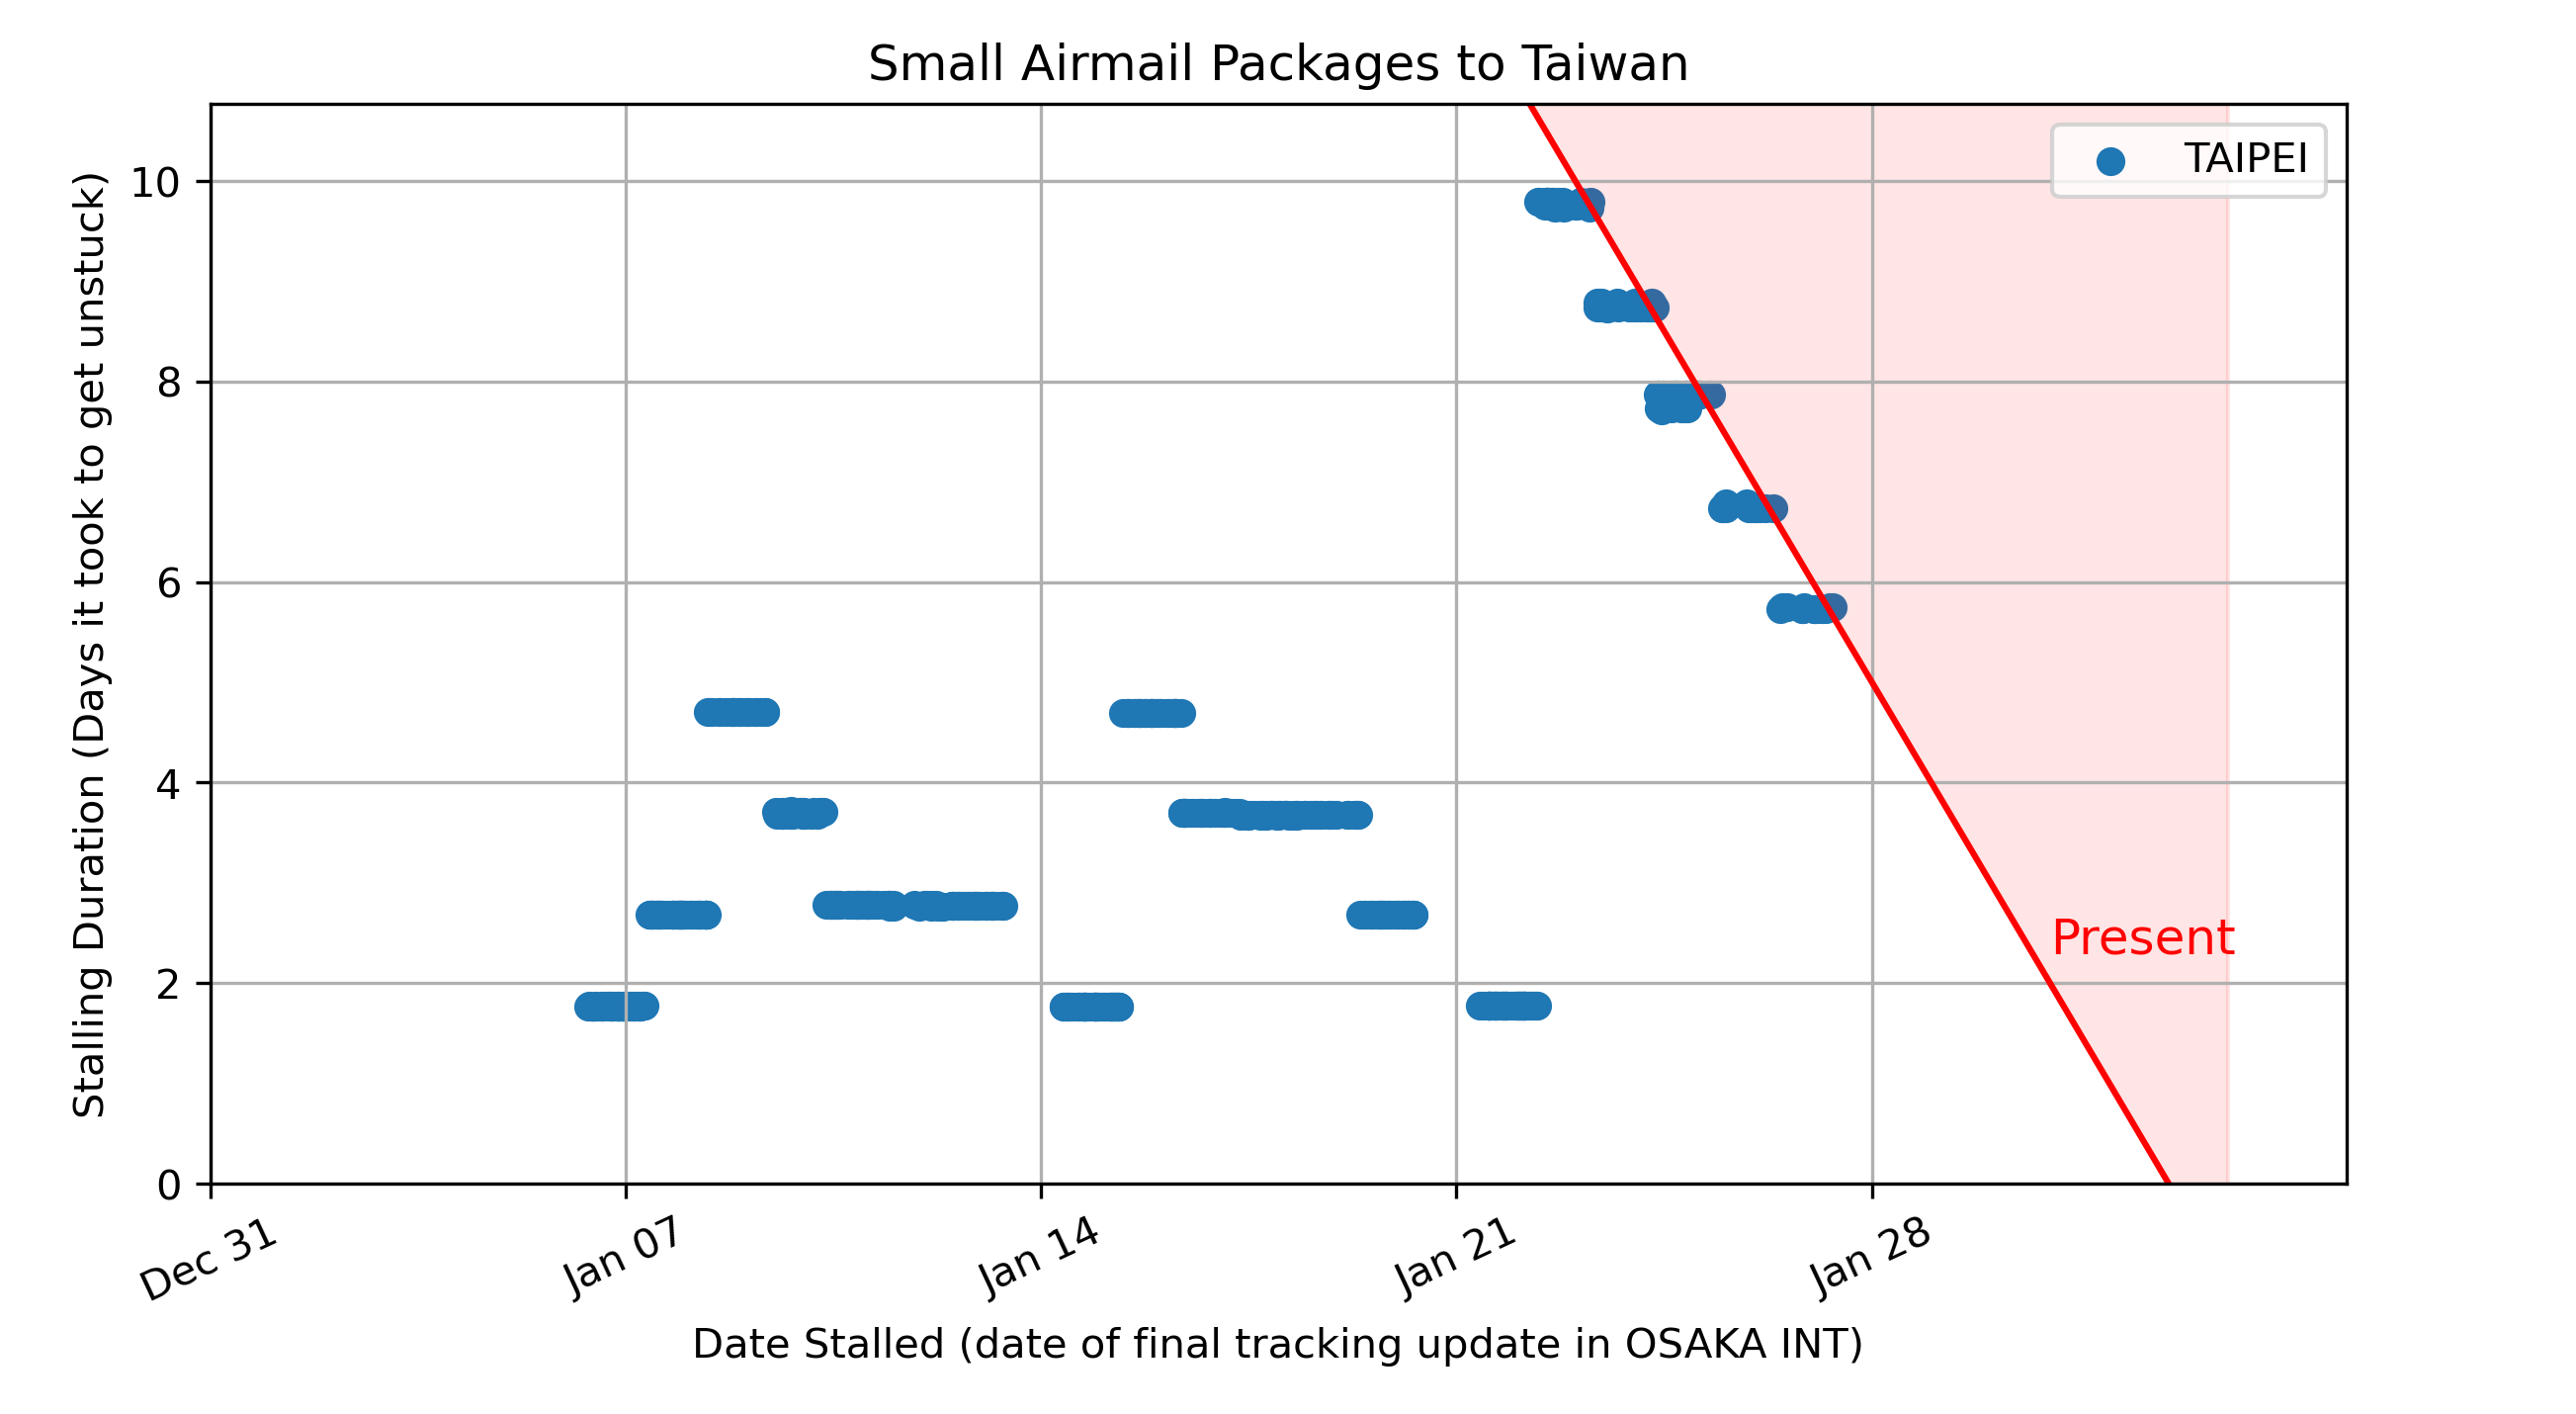 Small Airmail Packages to Taiwan
TAIPEI
Stalling Duration (Days it took to get unstuck)
10
8
6
4
2
0
Present
Dec 31
Jan 07
Jan 14
Jan 21
Jan 28
Date Stalled (date of final tracking update in OSAKA INT)